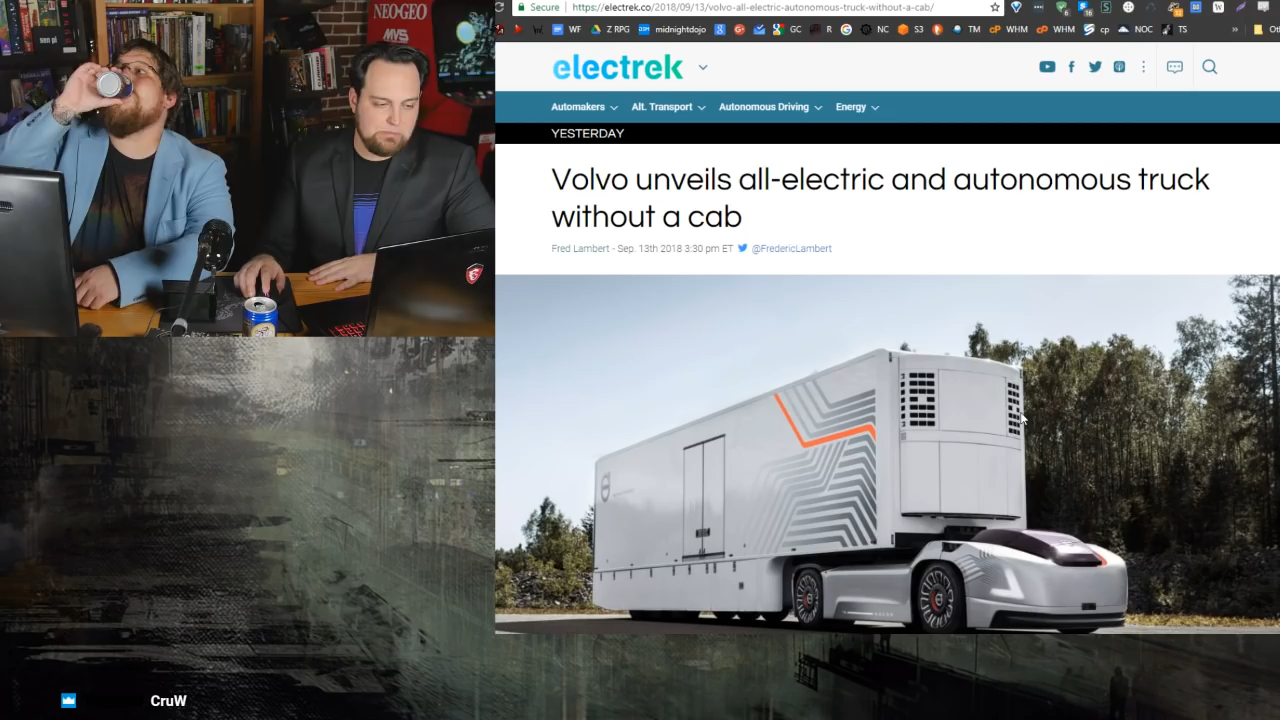 NEO·GEO
MVS
Secure
https://electrek.co/2018/09/13/volvo-all-electric-autonomous-truck-without-a-cab/
WF
Z RPG
midnightdojo
GC
R
NC
S3
TM
WHM
WHM
cp
NOC
TS
»
electrek
Automakers
Alt. Transport
Autonomous Driving
Energy
YESTERDAY
Volvo unveils all-electric and autonomous truck
without a cab
Fred Lambert - Sep. 13th 2018 3:30 pm ET
@FredericLambert
CruW